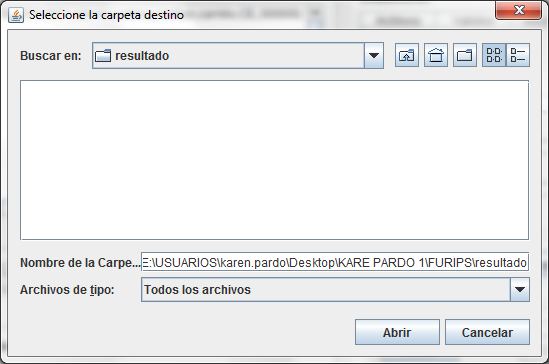 Seleccione la carpeta destino
Buscar en: resultado
Nombre de la Carpe... E:\USUARIOS\karen.pardo\Desktop\KARE PARDO 1\FURIPS\resultado
Archivos de tipo: Todos los archivos
Abrir Cancelar